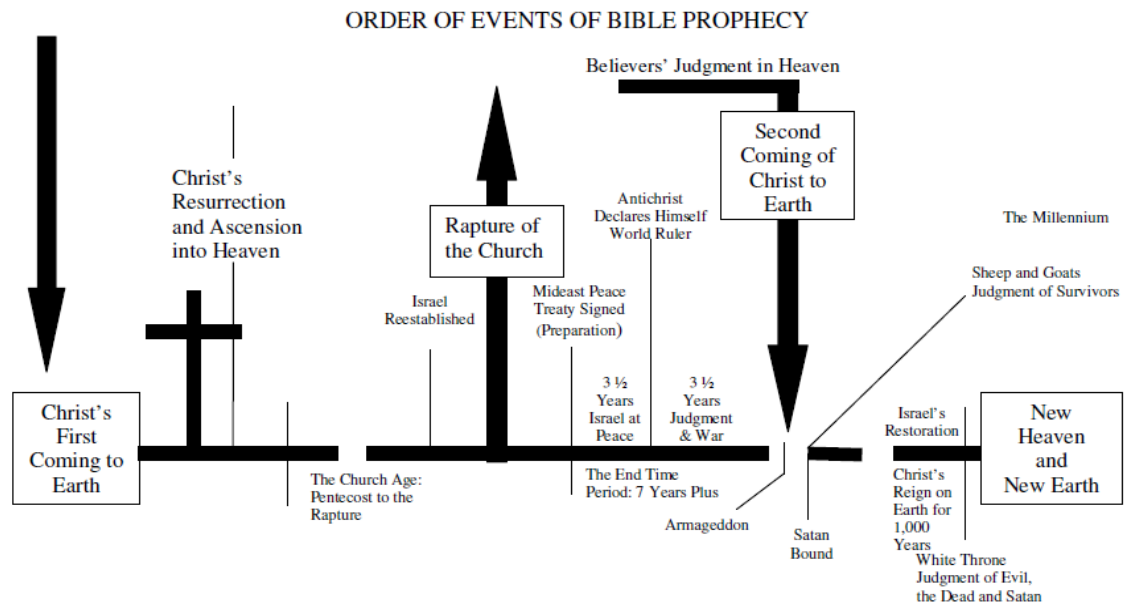 ORDER OF EVENTS OF BIBLE PROPHECY
Believers' Judgment in Heaven
Second
Coming of
Christ to
Earth
Christ's
Resurrection
and Ascension
into Heaven
Rapture of
the Church
Antichrist
Declares Himself
World Ruler
The Millennium
Sheep and Goats
Judgment of Survivors
Israel
Reestablished
Mideast Peace
Treaty Signed
(Preparation)
3 ½
Years
Israel at
Peace
3 ½
Years
Judgment
& War
Christ's
First
Coming to
Earth
Israel's
Restoration
New
Heaven
and
New Earth
The Church Age:
Pentecost to the
Rapture
The End Time
Period: 7 Years Plus
Armageddon
Satan
Bound
Christ's
Reign on
Earth for
1,000
Years
White Throne
Judgment of Evil,
the Dead and Satan